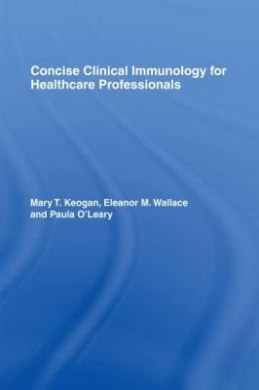 Concise Clinical Immunology for
Healthcare Professionals
Mary T. Keogan, Eleanor M. Wallace
and Paula O'Leary